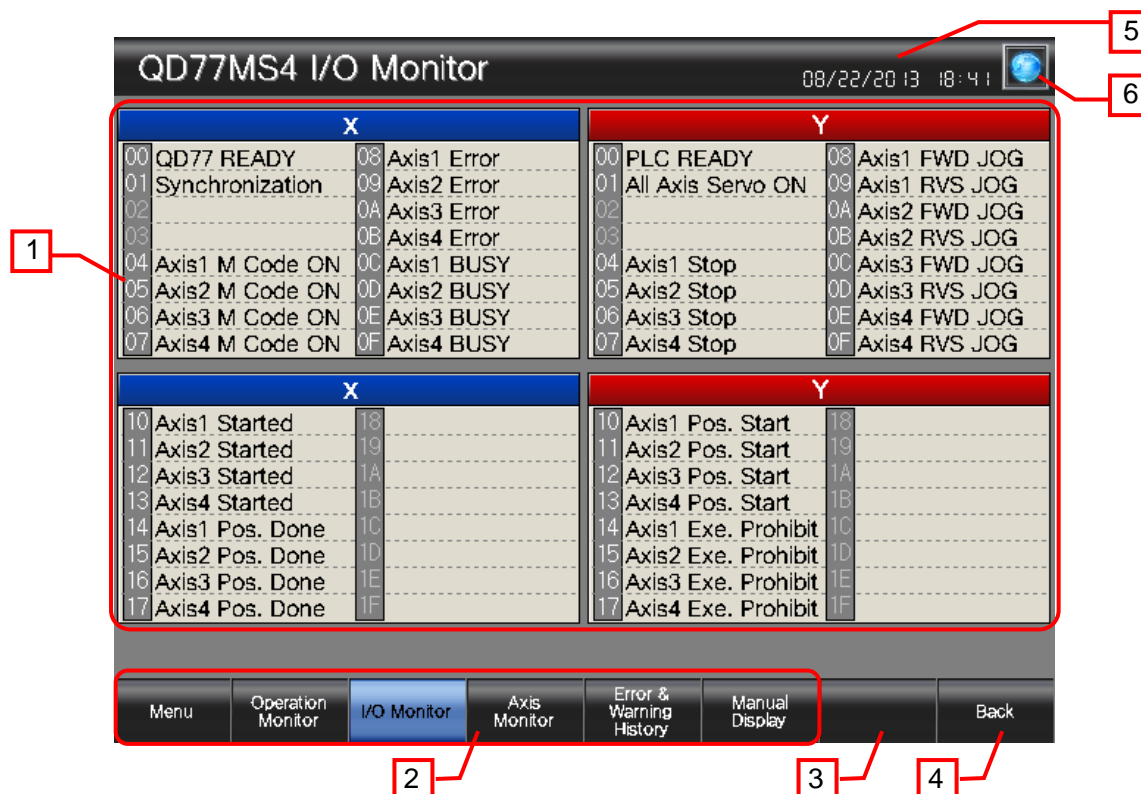 5
QD77MS4 I/O Monitor
08/22/2013 18:41
6
X
00 QD77 READY 08 Axis1 Error
01 Synchronization 09 Axis2 Error
02 0A Axis3 Error
03 0B Axis4 Error
04 Axis1 M Code ON 0C Axis1 BUSY
05 Axis2 M Code ON 0D Axis2 BUSY
06 Axis3 M Code ON 0E Axis3 BUSY
07 Axis4 M Code ON 0F Axis4 BUSY
Y
00 PLC READY 08 Axis1 FWD JOG
01 All Axis Servo ON 09 Axis1 RVS JOG
02 0A Axis2 FWD JOG
03 0B Axis2 RVS JOG
04 Axis1 Stop 0C Axis3 FWD JOG
05 Axis2 Stop 0D Axis3 RVS JOG
06 Axis3 Stop 0E Axis4 FWD JOG
07 Axis4 Stop 0F Axis4 RVS JOG
1
X
10 Axis1 Started 18
11 Axis2 Started 19
12 Axis3 Started 1A
13 Axis4 Started 1B
14 Axis1 Pos. Done 1C
15 Axis2 Pos. Done 1D
16 Axis3 Pos. Done 1E
17 Axis4 Pos. Done 1F
Y
10 Axis1 Pos. Start 18
11 Axis2 Pos. Start 19
12 Axis3 Pos. Start 1A
13 Axis4 Pos. Start 1B
14 Axis1 Exe. Prohibit 1C
15 Axis2 Exe. Prohibit 1D
16 Axis3 Exe. Prohibit 1E
17 Axis4 Exe. Prohibit 1F
Menu
Operation
Monitor
I/O Monitor
Axis
Monitor
Error &
Warning
History
Manual
Display
Back
2
3
4